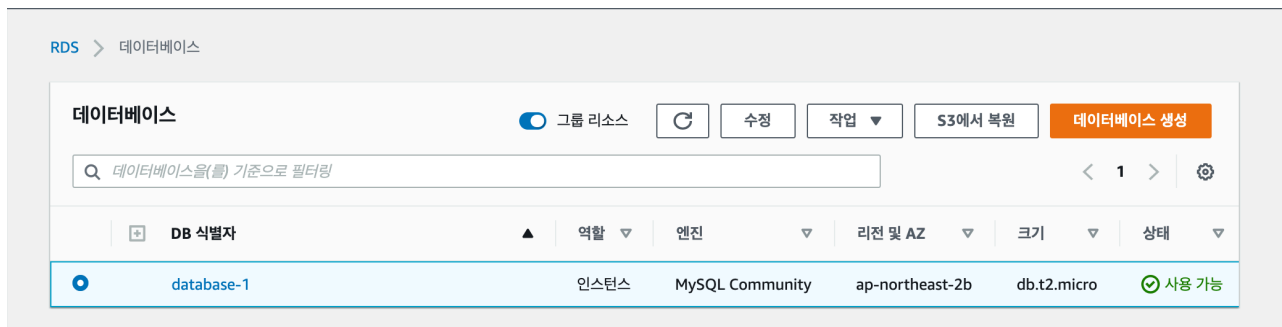 RDS > 데이터베이스
데이터베이스 그룹 리소스 수정 작업 ▼ S3에서 복원 데이터베이스 생성
데이터베이스을(를) 기준으로 필터링 < 1 >
DB 식별자 ▲ 역할 ▽ 엔진 ▽ 리전 및 AZ ▽ 크기 ▽ 상태 ▽
database-1 인스턴스 MySQL Community ap-northeast-2b db.t2.micro 사용 가능